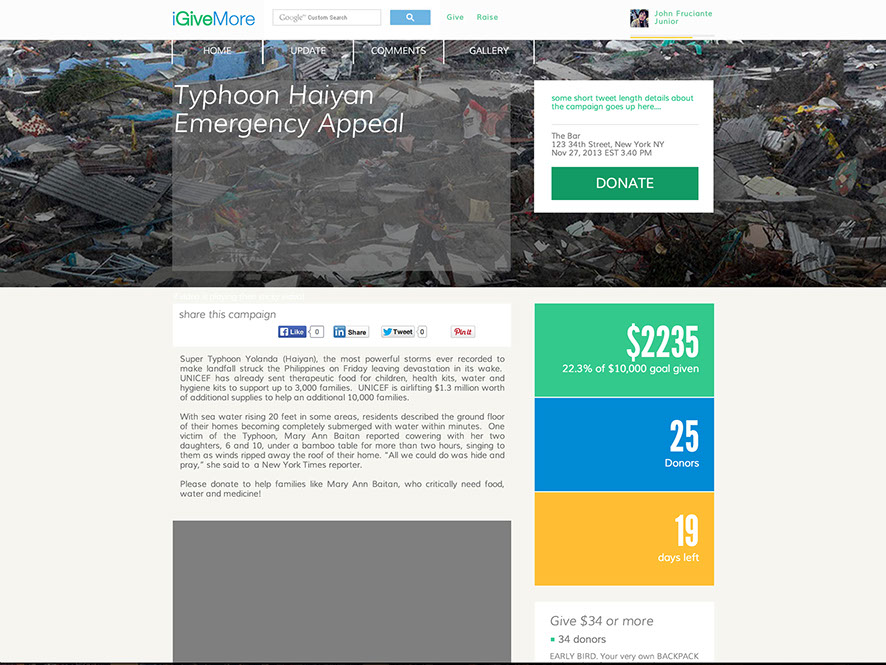 iGiveMore
Google™ Custom Search
Give
Raise
John Fruciante
Junior
HOME
UPDATE
COMMENTS
GALLERY
Typhoon Haiyan
Emergency Appeal
some short tweet length details about
the campaign goes up here....
The Bar
123 34th Street, New York NY
Nov 27, 2013 EST 3.40 PM
DONATE
share this campaign
Like 0
in Share
Tweet 0
Pin it
Super Typhoon Yolanda (Haiyan), the most powerful storms ever recorded to
make landfall struck the Philippines on Friday leaving devastation in its wake.
UNICEF has already sent therapeutic food for children, health kits, water and
hygiene kits to support up to 3,000 families. UNICEF is airlifting $1.3 million worth
of additional supplies to help an additional 10,000 families.
With sea water rising 20 feet in some areas, residents described the ground floor
of their homes becoming completely submerged with water within minutes. One
victim of the Typhoon, Mary Ann Baitan reported cowering with her two
daughters, 6 and 10, under a bamboo table for more than two hours, singing to
them as winds ripped away the roof of their home. “All we could do was hide and
pray,” she said to a New York Times reporter.
Please donate to help families like Mary Ann Baitan, who critically need food,
water and medicine!
$2235
22.3% of $10,000 goal given
25
Donors
19
days left
Give $34 or more
34 donors
EARLY BIRD. Your very own BACKPACK